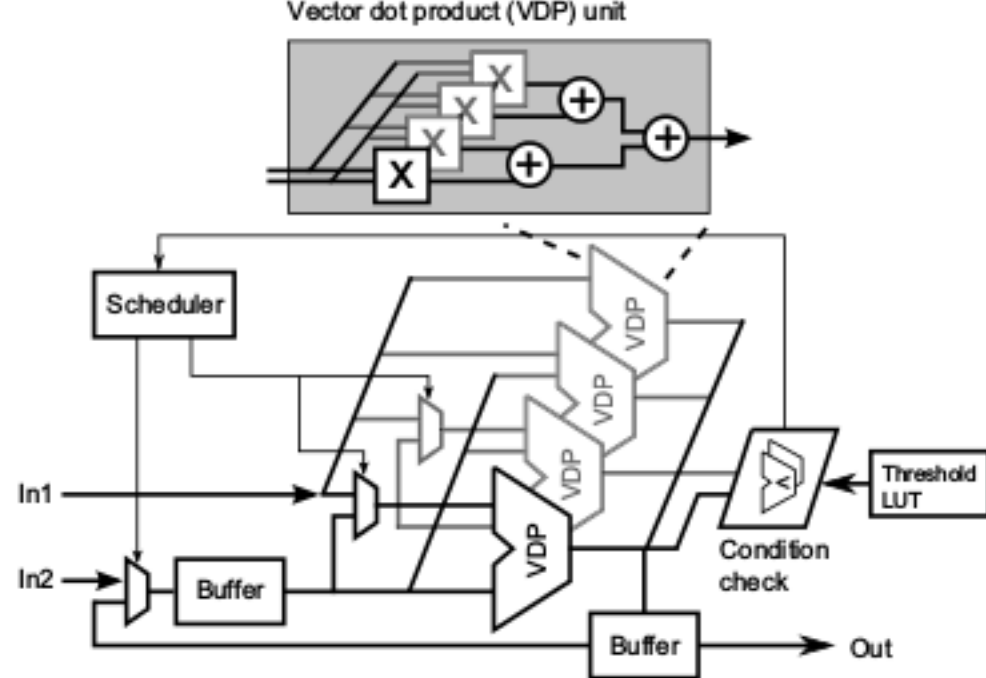 Vector dot product (VDP) unit
X
X
X
X
+
+
+
Scheduler
VDP
VDP
VDP
VDP
In1
<
Threshold
LUT
Condition
check
In2
Buffer
Buffer
Out